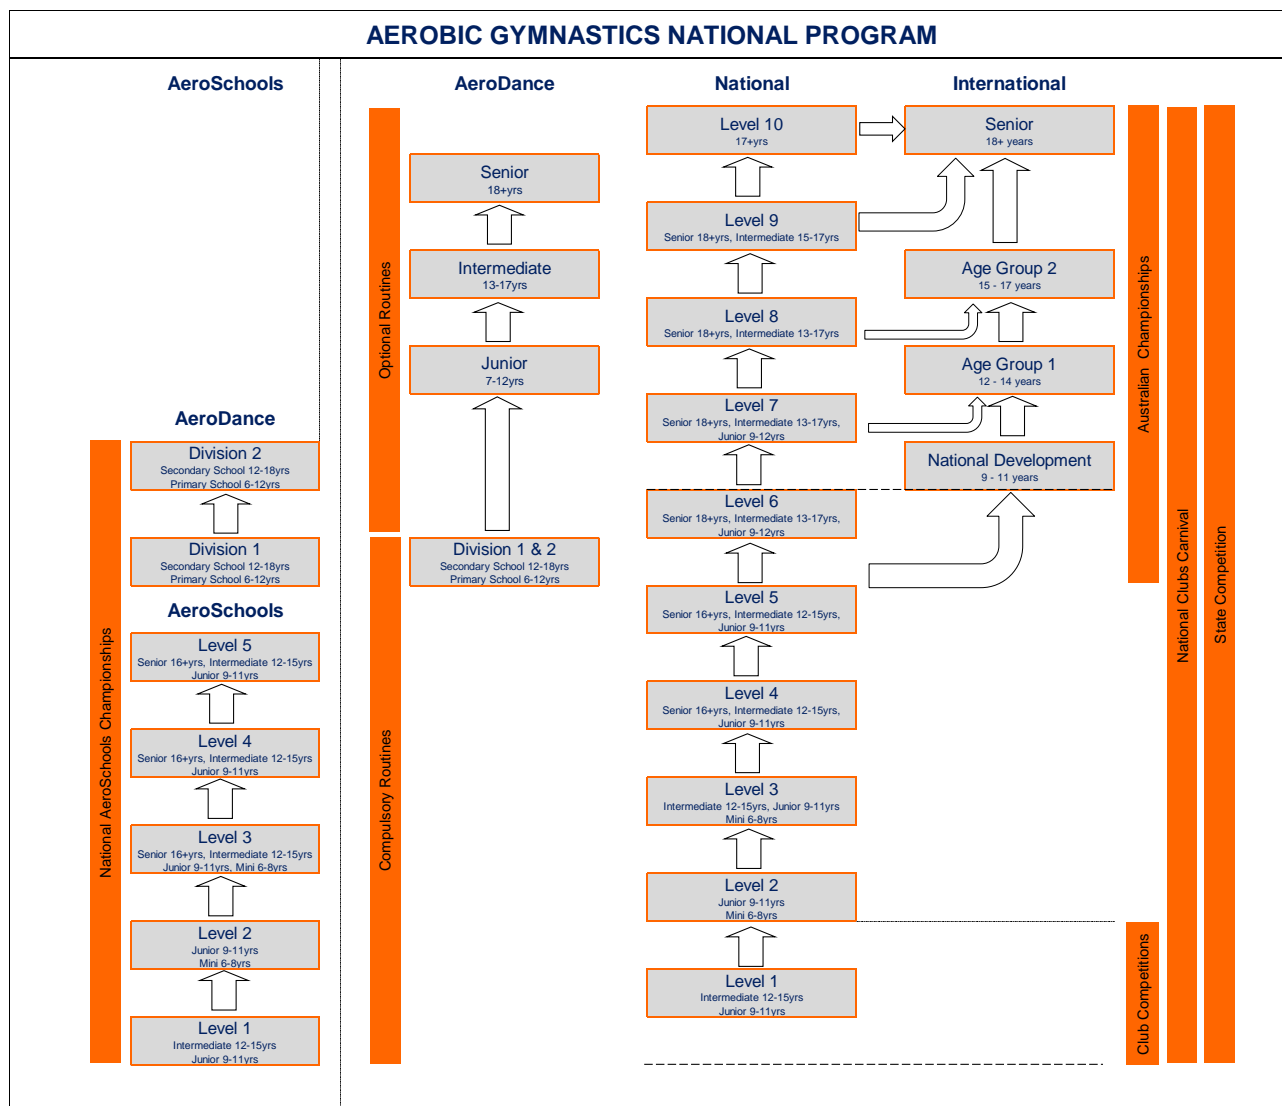 AEROBIC GYMNASTICS NATIONAL PROGRAM
AeroSchools
AeroDance
Division 2
Secondary School 12-18yrs
Primary School 6-12yrs
Division 1
Secondary School 12-18yrs
Primary School 6-12yrs
AeroSchools
Level 5
Senior 16+yrs, Intermediate 12-15yrs
Junior 9-11yrs
Level 4
Senior 16+yrs, Intermediate 12-15yrs
Junior 9-11yrs
Level 3
Senior 16+yrs, Intermediate 12-15yrs
Junior 9-11yrs, Mini 6-8yrs
Level 2
Junior 9-11yrs
Mini 6-8yrs
Level 1
Intermediate 12-15yrs
Junior 9-11yrs
National AeroSchools Championships
AeroDance
Senior
18+yrs
Intermediate
13-17yrs
Junior
7-12yrs
Division 1 & 2
Secondary School 12-18yrs
Primary School 6-12yrs
Optional Routines
Compulsory Routines
National
Level 10
17+yrs
Level 9
Senior 18+yrs, Intermediate 15-17yrs
Level 8
Senior 18+yrs, Intermediate 13-17yrs
Level 7
Senior 18+yrs, Intermediate 13-17yrs,
Junior 9-12yrs
Level 6
Senior 18+yrs, Intermediate 13-17yrs,
Junior 9-12yrs
Level 5
Senior 16+yrs, Intermediate 12-15yrs,
Junior 9-11yrs
Level 4
Senior 16+yrs, Intermediate 12-15yrs,
Junior 9-11yrs
Level 3
Intermediate 12-15yrs, Junior 9-11yrs
Mini 6-8yrs
Level 2
Junior 9-11yrs
Mini 6-8yrs
Level 1
Intermediate 12-15yrs
Junior 9-11yrs
International
Senior
18+ years
Age Group 2
15 - 17 years
Age Group 1
12 - 14 years
National Development
9 - 11 years
Australian Championships
Club Competitions
National Clubs Carnival
State Competition